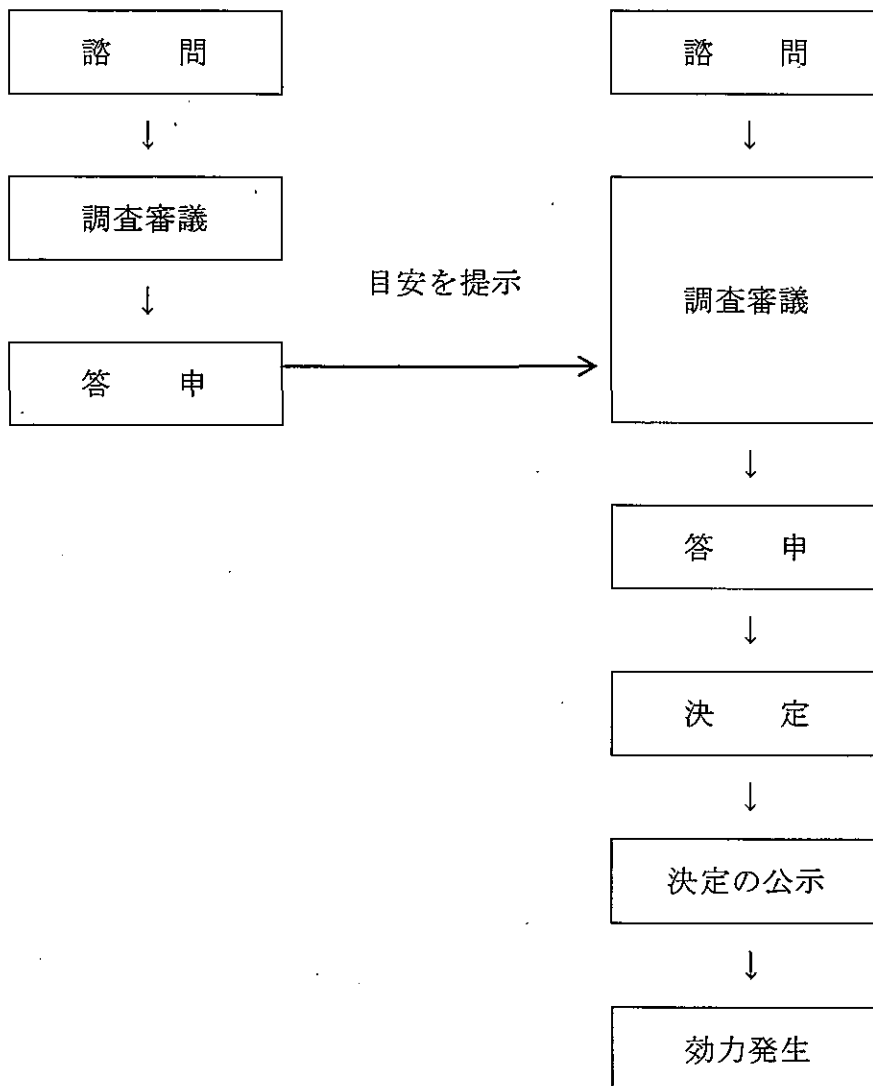 諮　　問
↓
調査審議
↓
答　　申
目安を提示
諮　　問
↓
調査審議
↓
答　　申
↓
決　　定
↓
決定の公示
↓
効力発生